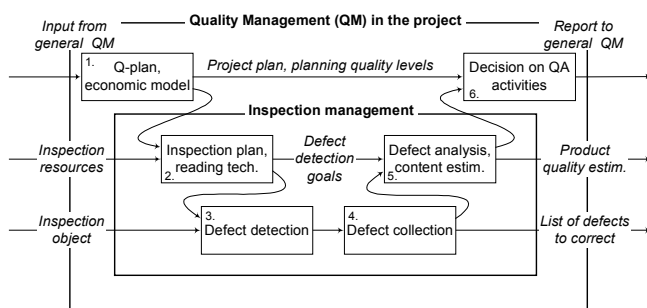 Quality Management (QM) in the project
Input from
general QM
Report to
general QM
1.
Q-plan,
economic model
Project plan, planning quality levels
Decision on QA
activities
6.
Inspection management
Inspection
resources
Inspection plan,
reading tech.
2.
Defect
detection
goals
Defect analysis,
content estim.
5.
Product
quality estim.
Inspection
object
3.
Defect detection
4.
Defect collection
List of defects
to correct